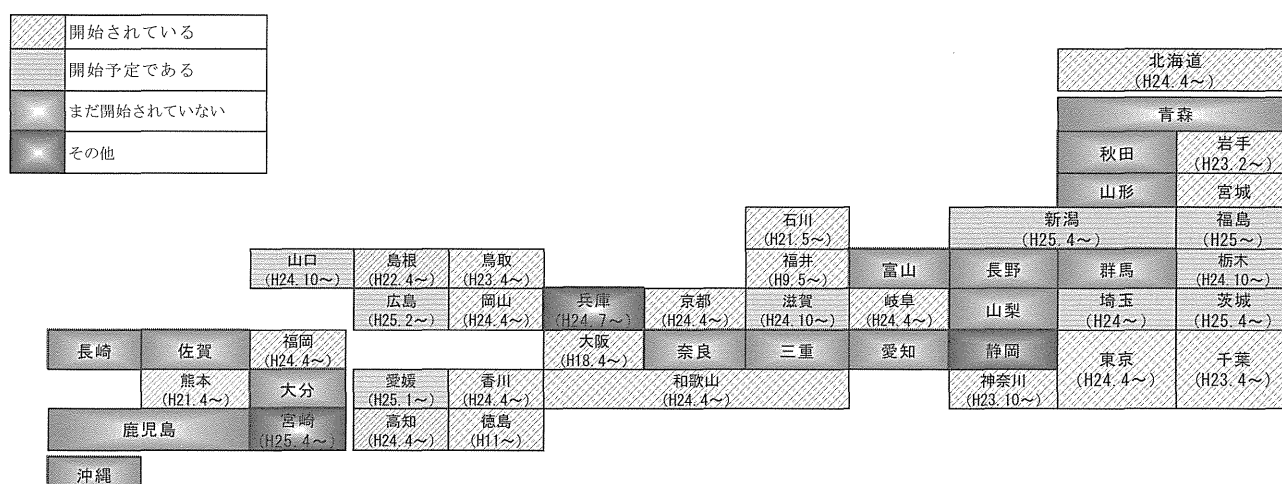 開始されている
開始予定である
まだ開始されていない
その他
北海道
(H24.4～)
青森
秋田
岩手
(H23.2～)
山形
宮城
石川
(H21.5～)
新潟
(H25.4～)
福島
(H25～)
山口
(H24.10～)
島根
(H22.4～)
鳥取
(H23.4～)
福井
(H9.5～)
富山
長野
群馬
栃木
(H24.10～)
広島
(H25.2～)
岡山
(H24.4～)
兵庫
(H24.7～)
京都
(H24.4～)
滋賀
(H24.10～)
岐阜
(H24.4～)
山梨
埼玉
(H24～)
茨城
(H25.4～)
長崎
佐賀
福岡
(H24.4～)
大阪
(H18.4～)
奈良
三重
愛知
静岡
東京
(H24.4～)
千葉
(H23.4～)
熊本
(H21.4～)
大分
愛媛
(H25.1～)
香川
(H24.4～)
和歌山
(H24.4～)
神奈川
(H23.10～)
鹿児島
宮崎
(H25.4～)
高知
(H24.4～)
徳島
(H11～)
沖縄